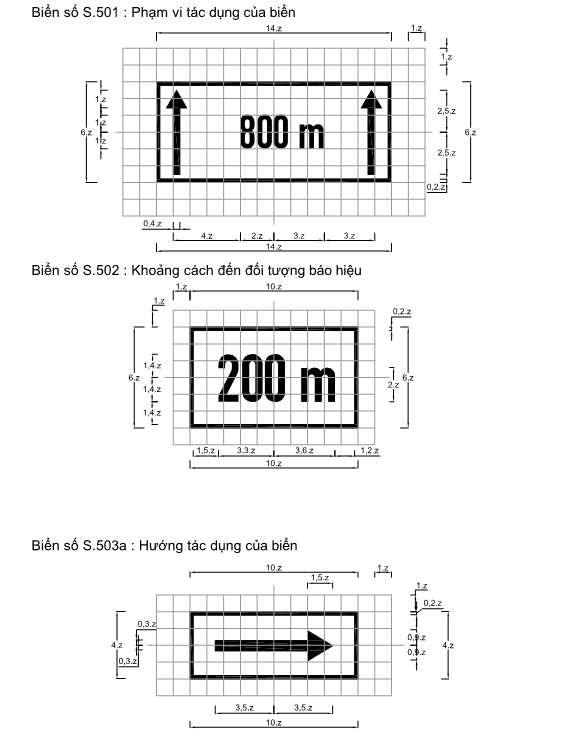 Biển số S.501 : Phạm vi tác dụng của biển
14.z
1.z
1.z
1.z
1.z
1.z
6.z
800 m
2,5.z
2,5.z
6.z
0,2.z
0,4.z
4.z
2.z
3.z
3.z
14.z
Biển số S.502 : Khoảng cách đến đối tượng báo hiệu
1.z
10.z
1.z
0,2.z
6.z
1,4.z
1,4.z
1,4.z
200 m
2.z
6.z
1,5.z
3,3.z
3,6.z
1,2.z
10.z
Biển số S.503a : Hướng tác dụng của biển
10.z
1.z
1,5.z
1.z
0,2.z
0,3.z
4.z
0,3.z
0,9.z
0,9.z
4.z
3,5.z
3,5.z
10.z